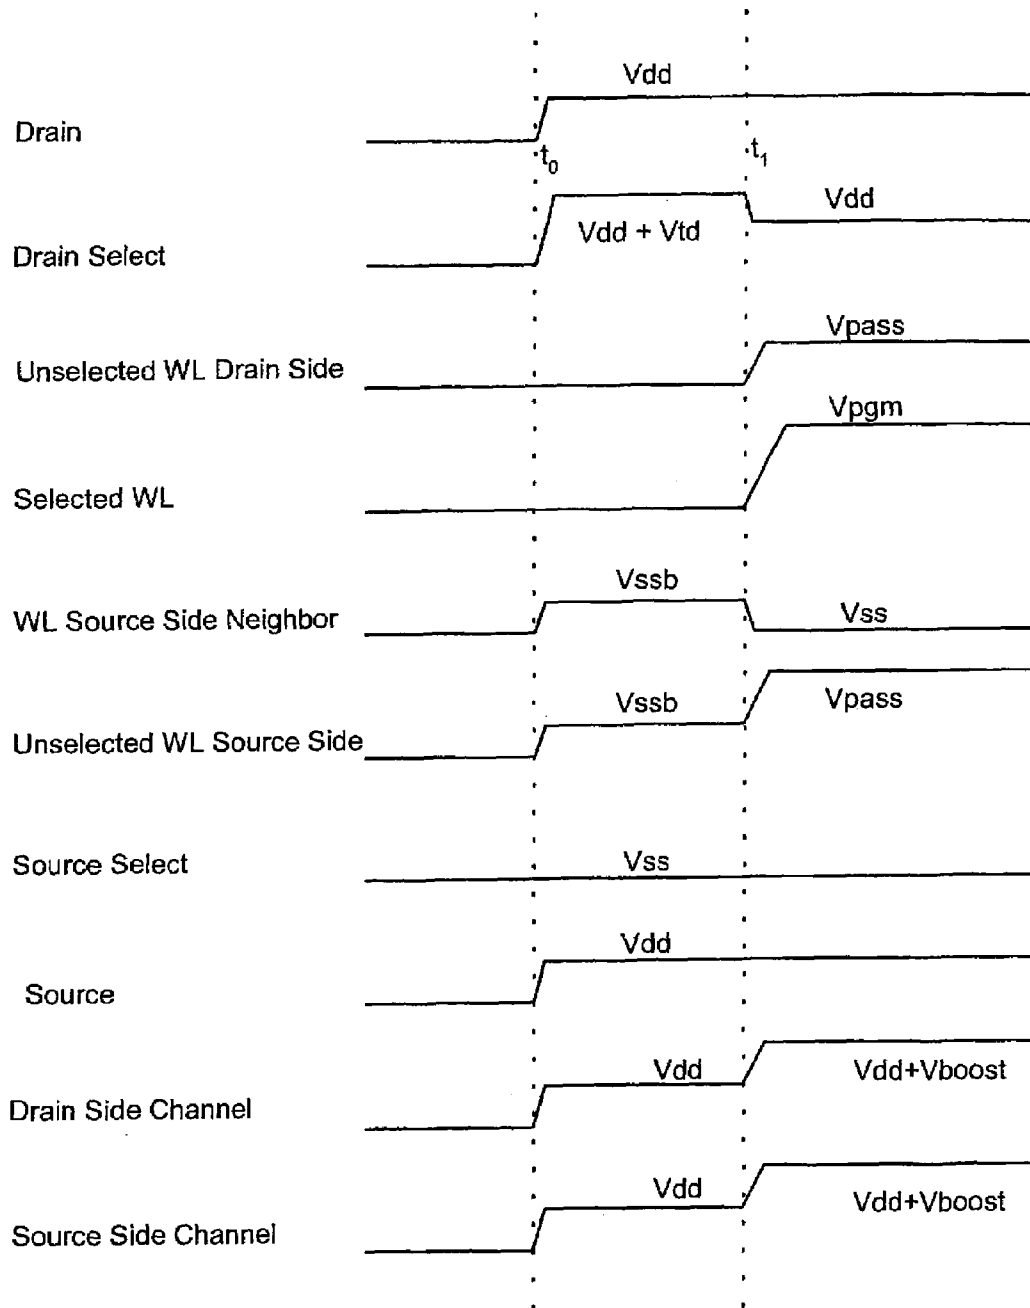 Vdd
Drain
t0
t1
Vdd
Vdd + Vtd
Drain Select
Vpass
Unselected WL Drain Side
Vpgm
Selected WL
Vssb
WL Source Side Neighbor
Vss
Vssb
Vpass
Unselected WL Source Side
Source Select
Vss
Vdd
Source
Vdd
Vdd+Vboost
Drain Side Channel
Vdd
Vdd+Vboost
Source Side Channel